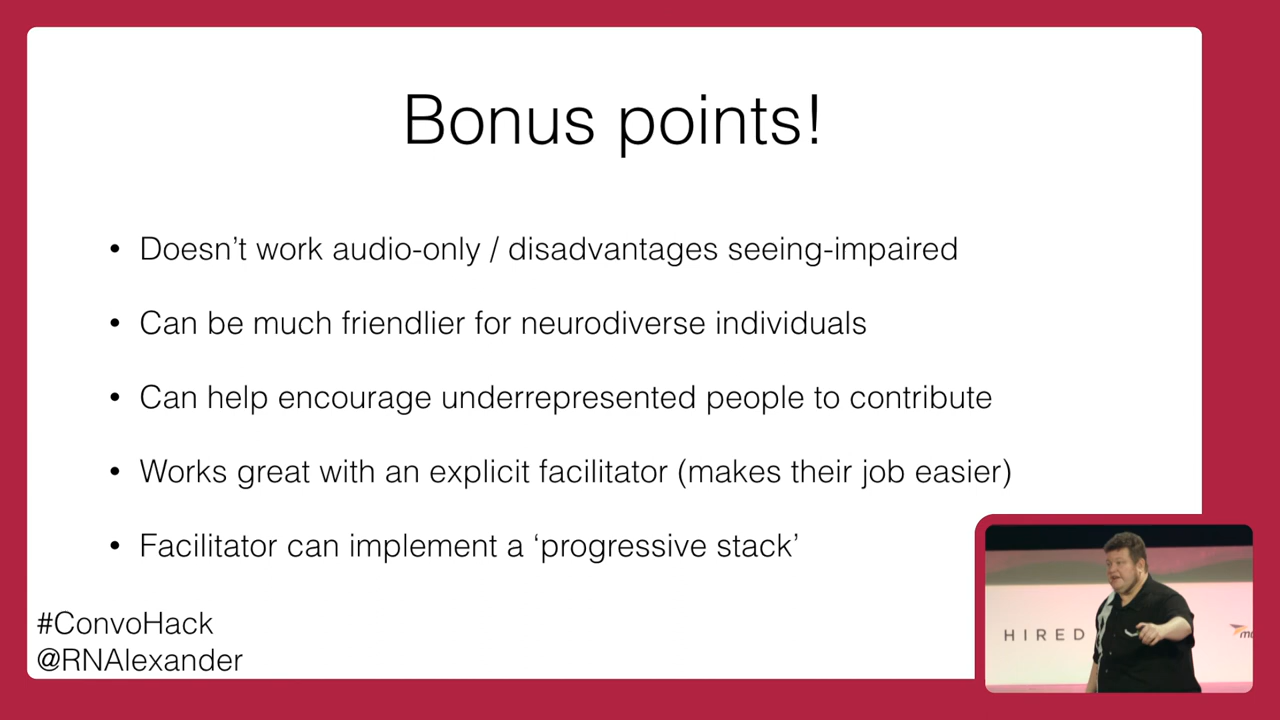 Bonus points!
• Doesn’t work audio-only / disadvantages seeing-impaired
• Can be much friendlier for neurodiverse individuals
• Can help encourage underrepresented people to contribute
• Works great with an explicit facilitator (makes their job easier)
• Facilitator can implement a ‘progressive stack’
#ConvoHack
@RNAlexander
HIRED